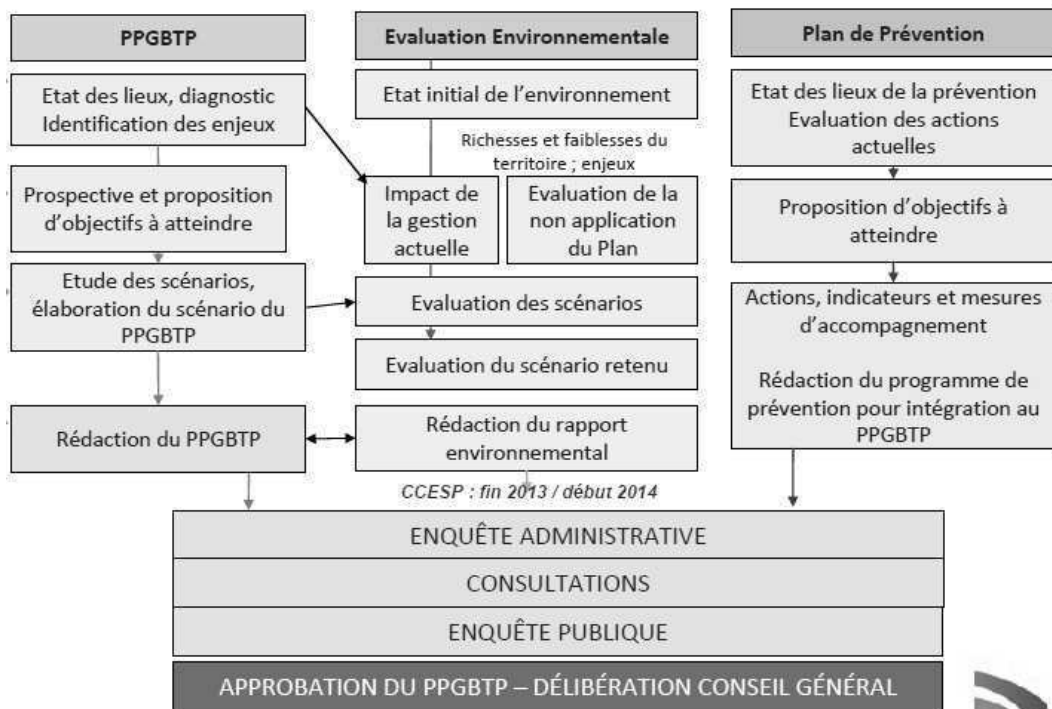 PPGBTP
Etat des lieux, diagnostic
Identification des enjeux
Prospective et proposition
d'objectifs à atteindre
Etude des scénarios,
élaboration du scénario du
PPGBTP
Rédaction du PPGBTP
Evaluation Environnementale
Etat initial de l'environnement
Richesses et faiblesses du
territoire ; enjeux
Impact de
la gestion
actuelle
Evaluation de la
non application
du Plan
Evaluation des scénarios
Evaluation du scénario retenu
Rédaction du rapport
environnemental
Plan de Prévention
Etat des lieux de la prévention
Evaluation des actions
actuelles
Proposition d'objectifs à
atteindre
Actions, indicateurs et mesures
d'accompagnement
Rédaction du programme de
prévention pour intégration au
PPGBTP
CCESP : fin 2013 / début 2014
ENQUÊTE ADMINISTRATIVE
CONSULTATIONS
ENQUÊTE PUBLIQUE
APPROBATION DU PPGBTP – DÉLIBÉRATION CONSEIL GÉNÉRAL